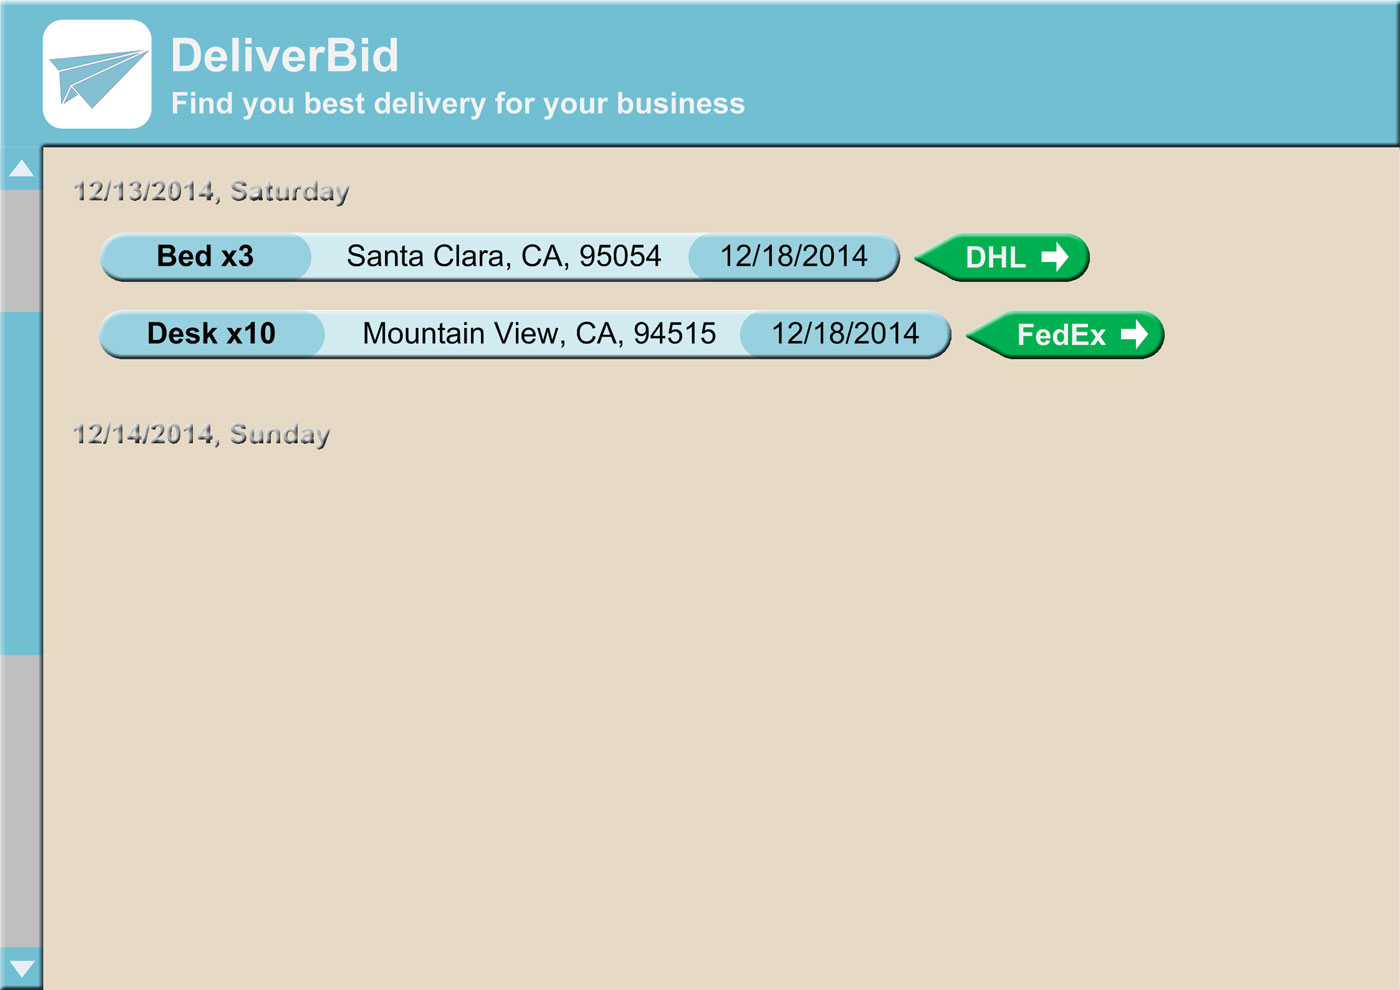 DeliverBid
Find you best delivery for your business
12/13/2014, Saturday
Bed x3 Santa Clara, CA, 95054 12/18/2014 DHL
Desk x10 Mountain View, CA, 94515 12/18/2014 FedEx
12/14/2014, Sunday